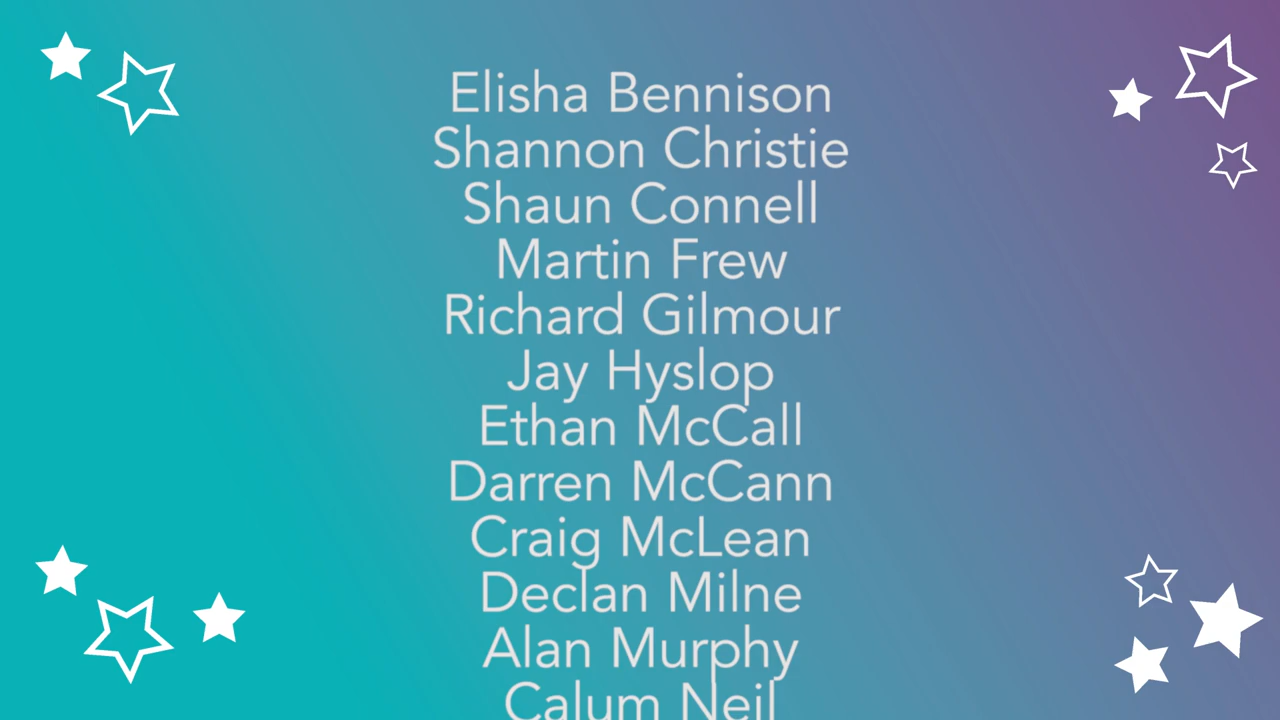 Elisha Bennison
Shannon Christie
Shaun Connell
Martin Frew
Richard Gilmour
Jay Hyslop
Ethan McCall
Darren McCann
Craig McLean
Declan Milne
Alan Murphy
Calum Neil